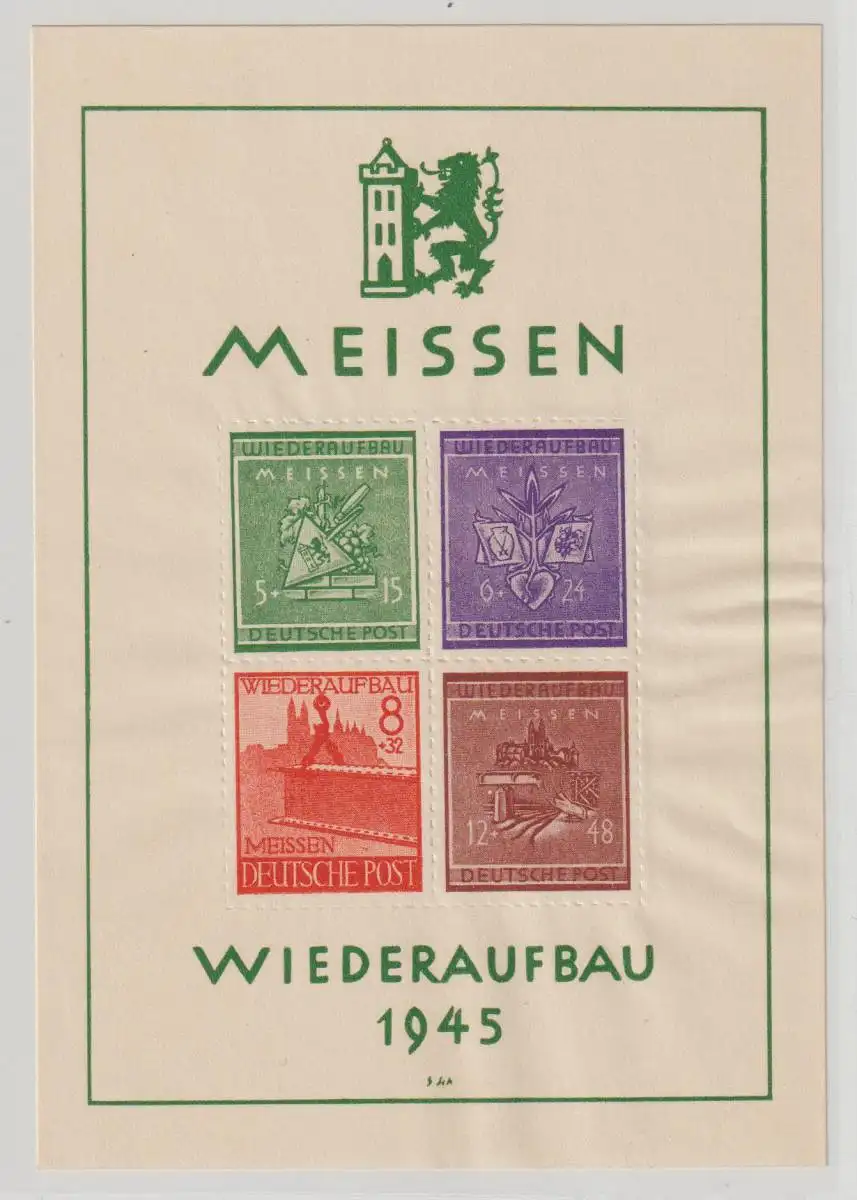 MEISSEN
WIEDERAUFBAU
MEISSEN
5+ 15
DEUTSCHE POST
WIEDERAUFBAU
MEISSEN
6+ 24
DEUTSCHE POST
WIEDERAUFBAU
8
+32
MEISSEN
DEUTSCHE POST
WIEDERAUFBAU
MEISSEN
12+ 48
DEUTSCHE POST
WIEDERAUFBAU
1945